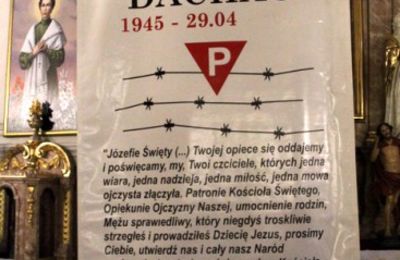 DACHAU
1945 - 29.04
P
"Józefie Święty (...) Twojej opiece się oddajemy
i poświęcamy, my, Twoi czciciele, których jedna
wiara, jedna nadzieja, jedna miłość, jedna mowa
ojczysta złączyła. Patronie Kościoła Świętego,
Opiekunie Ojczyzny Naszej, umocnienie rodzin,
Mężu sprawiedliwy, który niegdyś troskliwie
strzegłeś i prowadziłeś Dziecię Jezus, prosimy
Ciebie, utwierdź nas i cały nasz Naród